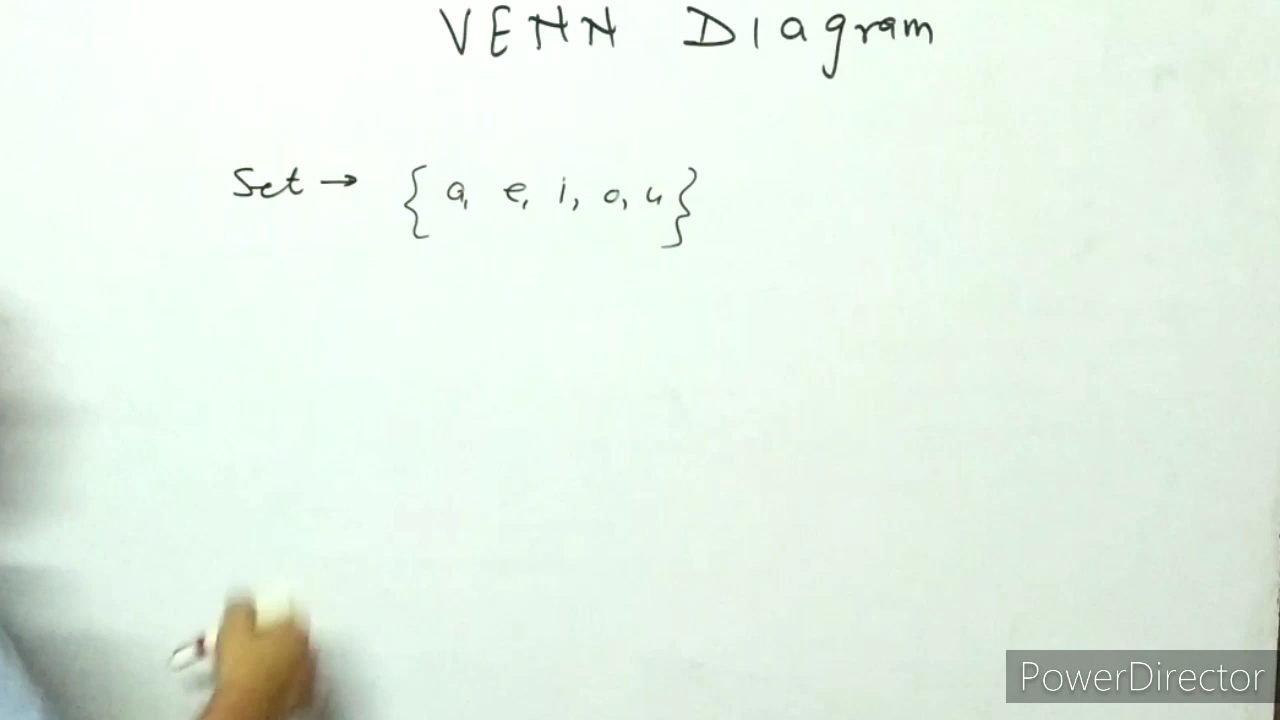 VENN Diagram
Set → { a, e, i, o, u }
PowerDirector